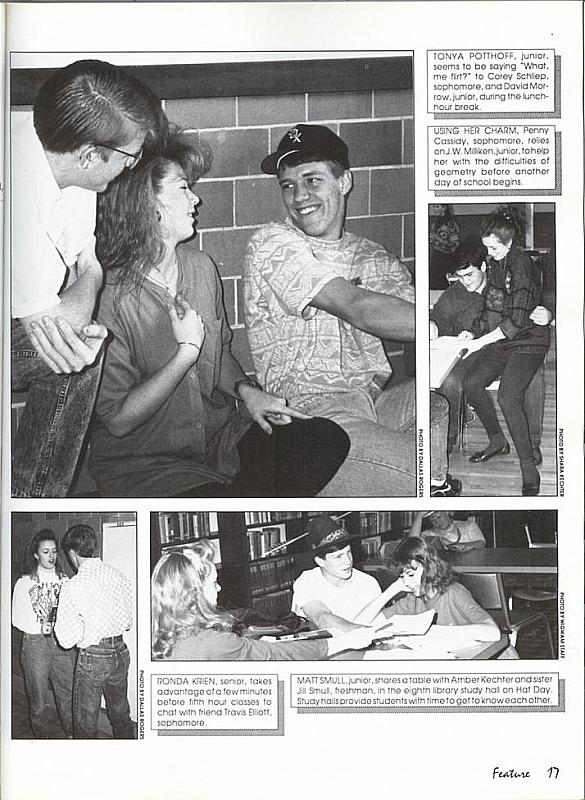 TONYA POTTHOFF, junior,
seems to be saying "What,
me flirt?" to Corey Schliep,
sophomore, and David Mor-
row, junior, during the lunch-
hour break.
USING HER CHARM, Penny
Cassidy, sophomore, relies
on J.W. Milliken, junior, to help
her with the difficulties of
geometry before another
day of school begins.
PHOTO BY DALLAS ROGERS
PHOTO BY SHARA KECHTER
PHOTO BY DALLAS ROGERS
PHOTO BY WIGWAM STAFF
RONDA KRIEN, senior, takes
advantage of a few minutes
before fifth hour classes to
chat with friend Travis Elliott,
sophomore.
MATT SMULL, junior, shares a table with Amber Kechter and sister
Jill Smull, freshman, in the eighth library study hall on Hat Day.
Study halls provide students with time to get to know each other.
Feature 17